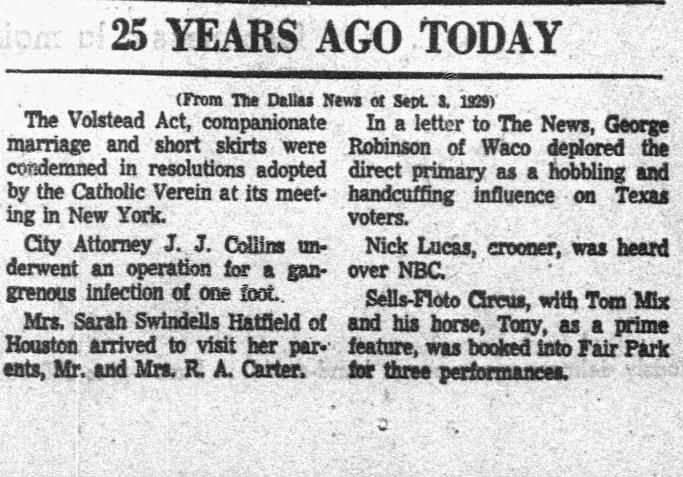 25 YEARS AGO TODAY
(From The Dallas News of Sept. 3, 1929)
The Volstead Act, companionate
marriage and short skirts were
condemned in resolutions adopted
by the Catholic Verein at its meet-
ing in New York.
City Attorney J. J. Collins un-
derwent an operation for a gan-
grenous infection of one foot.
Mrs. Sarah Swindells Hatfield of
Houston arrived to visit her par-
ents, Mr. and Mrs. R. A. Carter.
In a letter to The News, George
Robinson of Waco deplored the
direct primary as a hobbling and
handcuffing influence on Texas
voters.
Nick Lucas, crooner, was heard
over NBC.
Sells-Floto Circus, with Tom Mix
and his horse, Tony, as a prime
feature, was booked into Fair Park
for three performances.